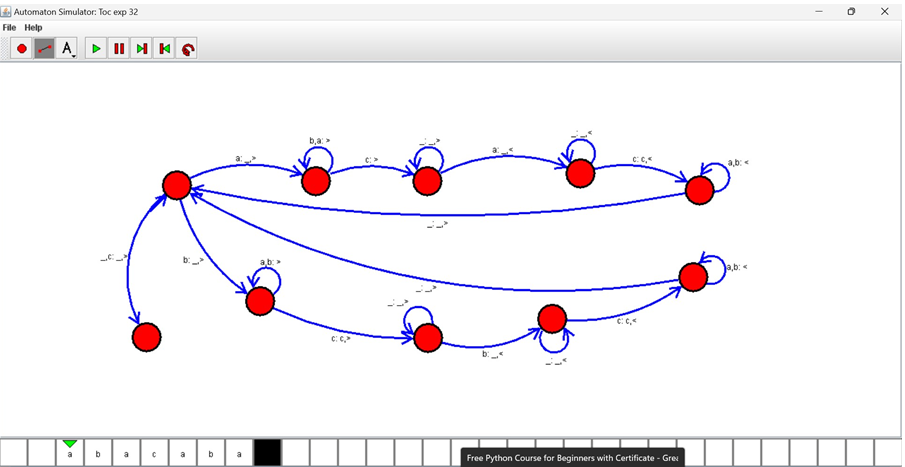 Automaton Simulator: Toc exp 32
File Help
A
b,a: >
_: _,>
_: _,<
a: _,>
c: >
a: _,<
c: c,<
a,b: <
_: _,>
_,c: _,>
b: _,>
a,b: >
_: _,>
_: _,>
a,b: <
c: c,>
b: _,<
c: c,<
_: _,<
a b a c a b a
Free Python Course for Beginners with Certificate - Grea